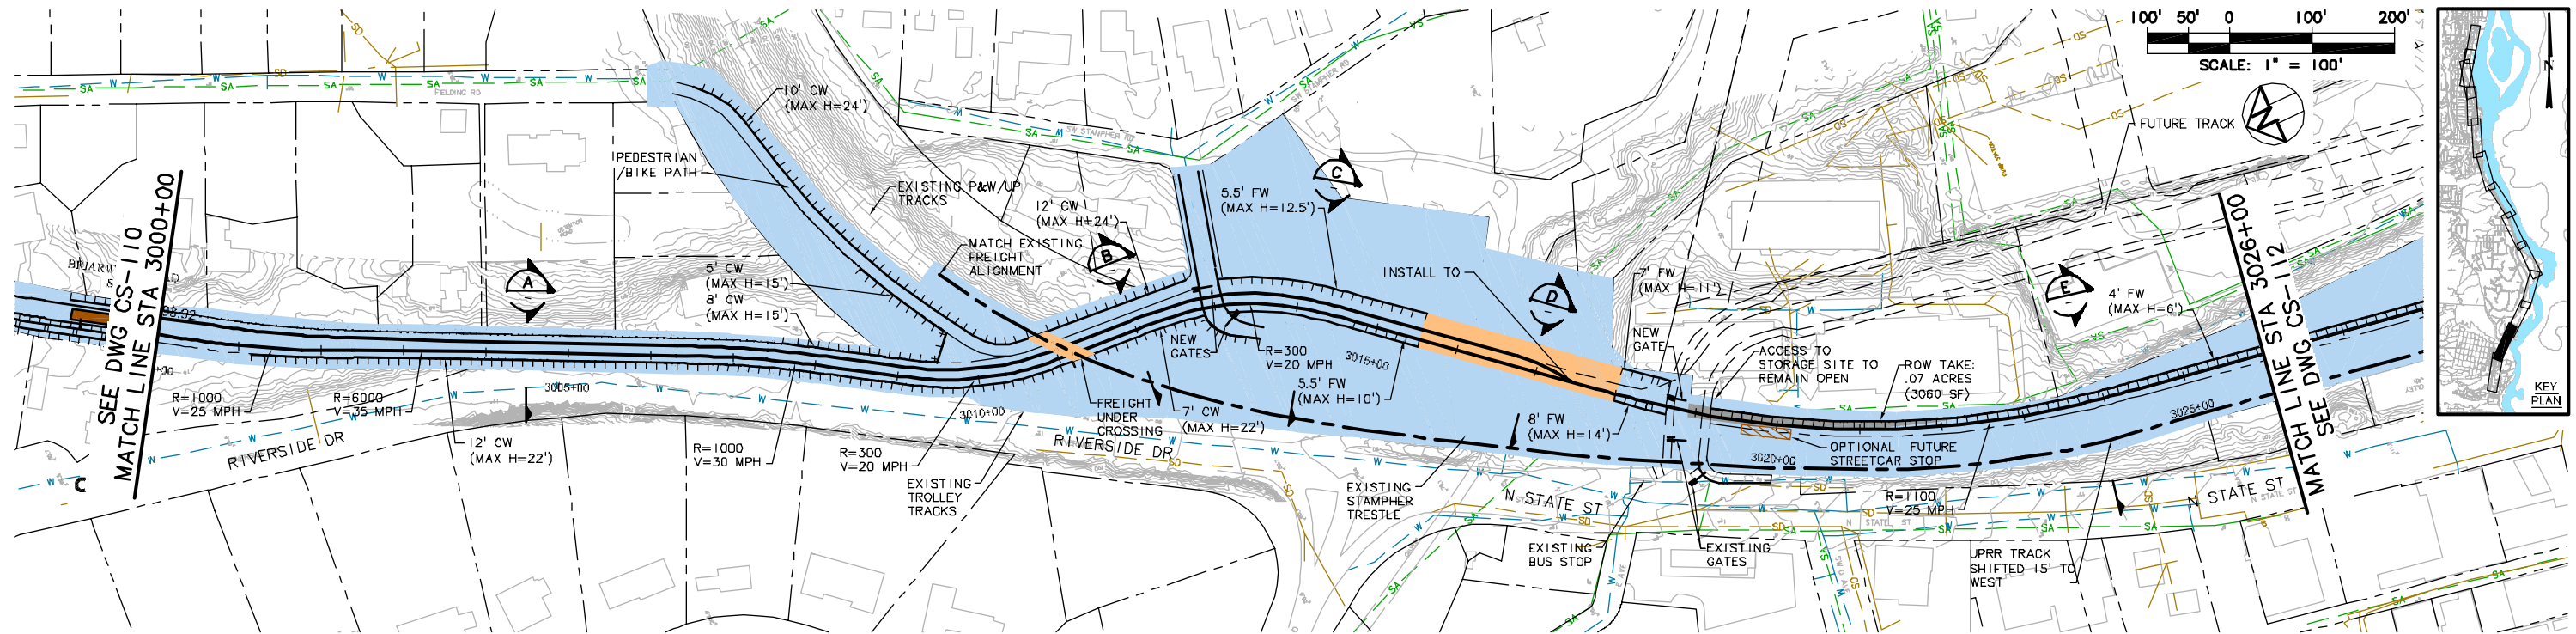 100' 50' 0 100' 200'
SCALE: 1" = 100'
N
KEY
PLAN
SEE DWG CS-110
MATCH LINE STA 3000+00
MATCH LINE STA 3026+00
SEE DWG CS-112
FIELDING RD
SW STAMPHER RD
SW STAMPHER RD
10' CW
(MAX H=24')
PEDESTRIAN
/BIKE PATH
EXISTING P&W/UP
TRACKS
12' CW
(MAX H=24')
MATCH EXISTING
FREIGHT
ALIGNMENT
5' CW
(MAX H=15')
8' CW
(MAX H=15')
5.5' FW
(MAX H=12.5')
INSTALL TO
7' FW
(MAX H=11')
NEW
GATE
FUTURE TRACK
4' FW
(MAX H=6')
ACCESS TO
STORAGE SITE TO
REMAIN OPEN
ROW TAKE:
.07 ACRES
(3060 SF)
A
B
C
D
E
NEW
GATES
R=300
V=20 MPH
3015+00
5.5' FW
(MAX H=10')
7' CW
(MAX H=22')
FREIGHT
UNDER
CROSSING
8' FW
(MAX H=14')
OPTIONAL FUTURE
STREETCAR STOP
3020+00
3025+00
3005+00
3010+00
R=1000
V=25 MPH
R=6000
V=35 MPH
12' CW
(MAX H=22')
R=1000
V=30 MPH
R=300
V=20 MPH
RIVERSIDE DR
RIVERSIDE DR
EXISTING
TROLLEY
TRACKS
EXISTING
STAMPHER
TRESTLE
N STATE ST
N STATE ST
EXISTING
BUS STOP
EXISTING
GATES
R=1100
V=25 MPH
UPRR TRACK
SHIFTED 15' TO
WEST